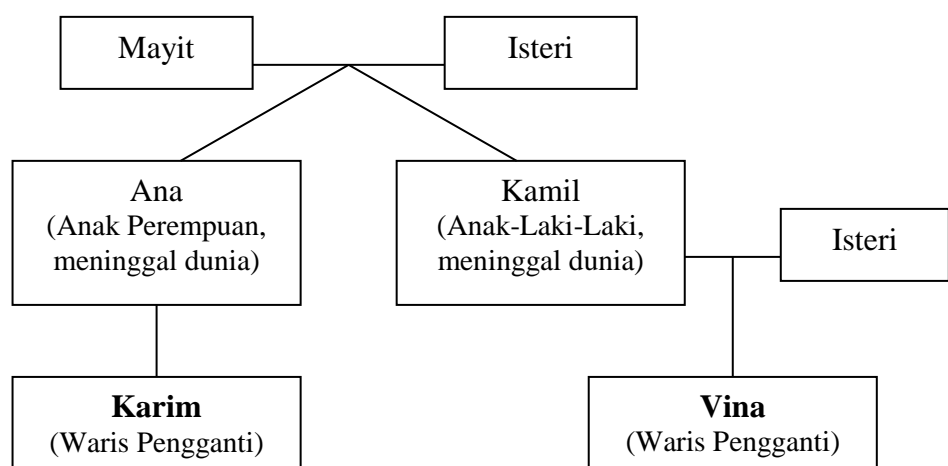 Mayit
Isteri
Ana
(Anak Perempuan,
meninggal dunia)
Kamil
(Anak-Laki-Laki,
meninggal dunia)
Isteri
Karim
(Waris Pengganti)
Vina
(Waris Pengganti)